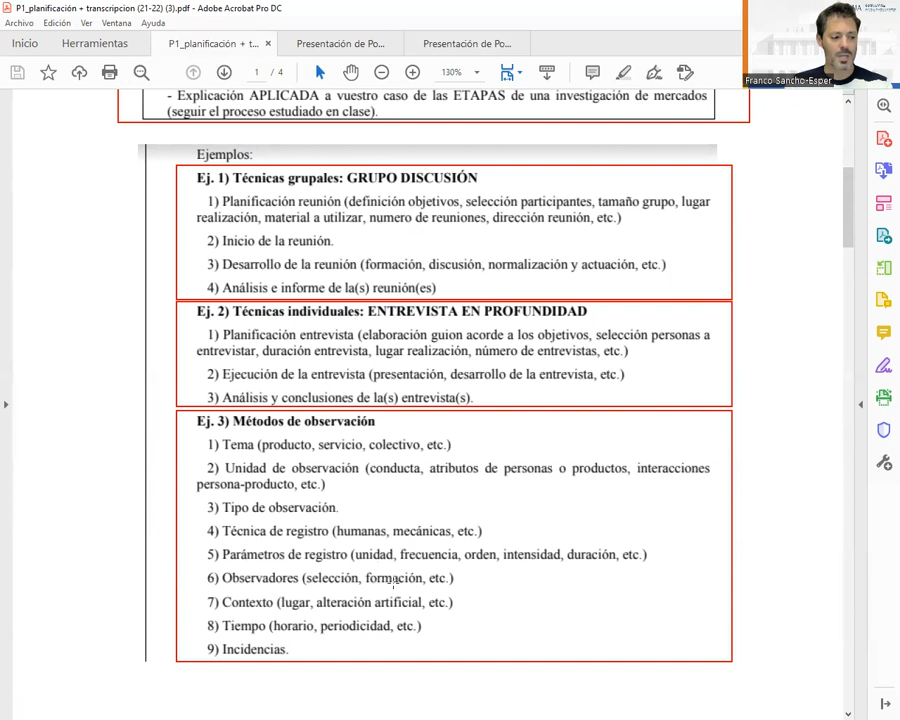 P1_planificación + transcripcion (21-22) (3).pdf - Adobe Acrobat Pro DC
Archivo Edición Ver Ventana Ayuda
Inicio Herramientas P1_planificación + t... × Presentación de Po... Presentación de Po...
1 / 4 130%
Franco Sancho-Esper
- Explicación APLICADA a vuestro caso de las ETAPAS de una investigación de mercados
(seguir el proceso estudiado en clase).
Ejemplos:
Ej. 1) Técnicas grupales: GRUPO DISCUSIÓN
1) Planificación reunión (definición objetivos, selección participantes, tamaño grupo, lugar
realización, material a utilizar, numero de reuniones, dirección reunión, etc.)
2) Inicio de la reunión.
3) Desarrollo de la reunión (formación, discusión, normalización y actuación, etc.)
4) Análisis e informe de la(s) reunión(es)
Ej. 2) Técnicas individuales: ENTREVISTA EN PROFUNDIDAD
1) Planificación entrevista (elaboración guion acorde a los objetivos, selección personas a
entrevistar, duración entrevista, lugar realización, número de entrevistas, etc.)
2) Ejecución de la entrevista (presentación, desarrollo de la entrevista, etc.)
3) Análisis y conclusiones de la(s) entrevista(s).
Ej. 3) Métodos de observación
1) Tema (producto, servicio, colectivo, etc.)
2) Unidad de observación (conducta, atributos de personas o productos, interacciones
persona-producto, etc.)
3) Tipo de observación.
4) Técnica de registro (humanas, mecánicas, etc.)
5) Parámetros de registro (unidad, frecuencia, orden, intensidad, duración, etc.)
6) Observadores (selección, formación, etc.)
7) Contexto (lugar, alteración artificial, etc.)
8) Tiempo (horario, periodicidad, etc.)
9) Incidencias.